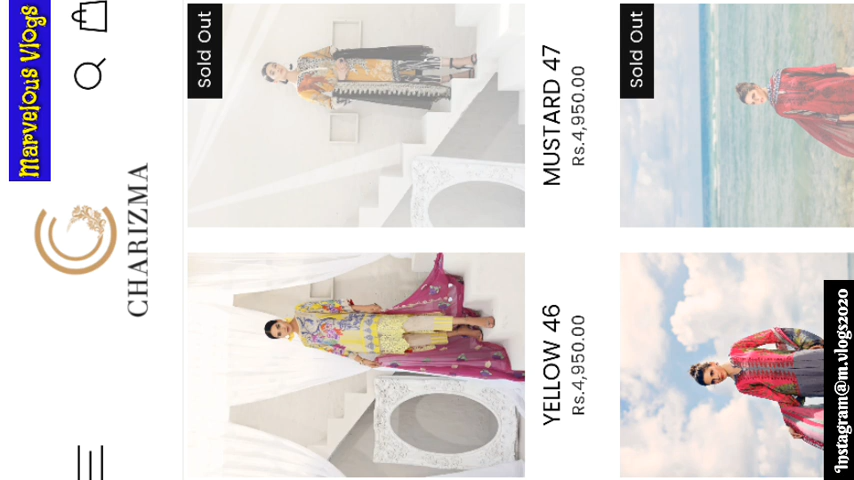 Marvelous Vlogs
CHARIZMA
YELLOW 46
Rs.4,950.00
Sold Out
MUSTARD 47
Rs.4,950.00
Sold Out
Instagram@m.vlogs2020